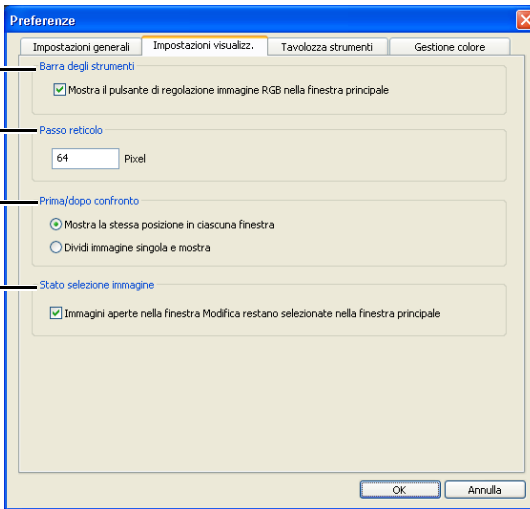 Preferenze
Impostazioni generali Impostazioni visualizz. Tavolozza strumenti Gestione colore
Barra degli strumenti
Mostra il pulsante di regolazione immagine RGB nella finestra principale
Passo reticolo
64 Pixel
Prima/dopo confronto
Mostra la stessa posizione in ciascuna finestra
Dividi immagine singola e mostra
Stato selezione immagine
Immagini aperte nella finestra Modifica restano selezionate nella finestra principale
OK Annulla